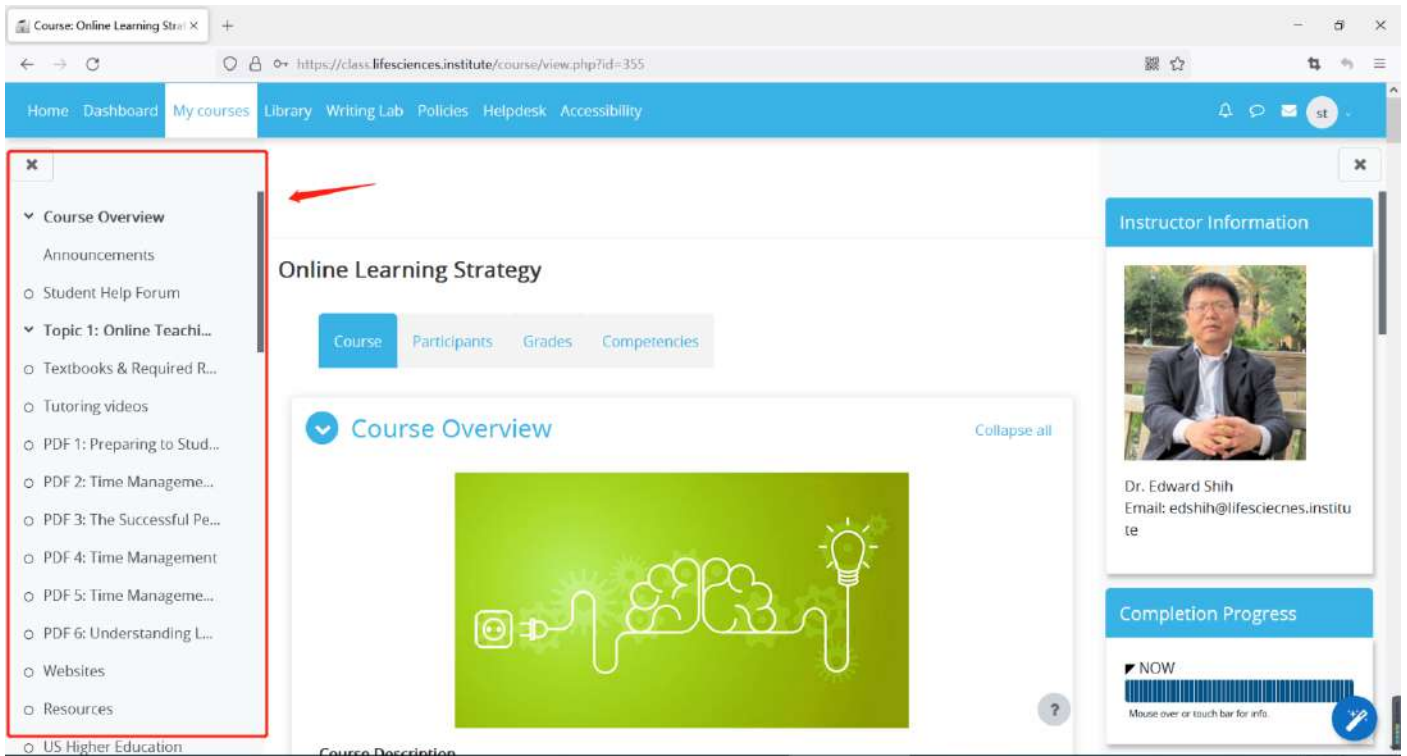 Course: Online Learning Strat
https://class.lifesciences.institute/course/view.php?id=355
Home Dashboard My courses Library Writing Lab Policies Helpdesk Accessibility
st
Course Overview
Announcements
Student Help Forum
Topic 1: Online Teachi...
Textbooks & Required R...
Tutoring videos
PDF 1: Preparing to Stud...
PDF 2: Time Manageme...
PDF 3: The Successful Pe...
PDF 4: Time Management
PDF 5: Time Manageme...
PDF 6: Understanding L...
Websites
Resources
US Higher Education
Online Learning Strategy
Course Participants Grades Competencies
Course Overview
Collapse all
Course Description
?
Instructor Information
Dr. Edward Shih
Email: edshih@lifesciecnes.institu
te
Completion Progress
NOW
Mouse over or touch bar for info.